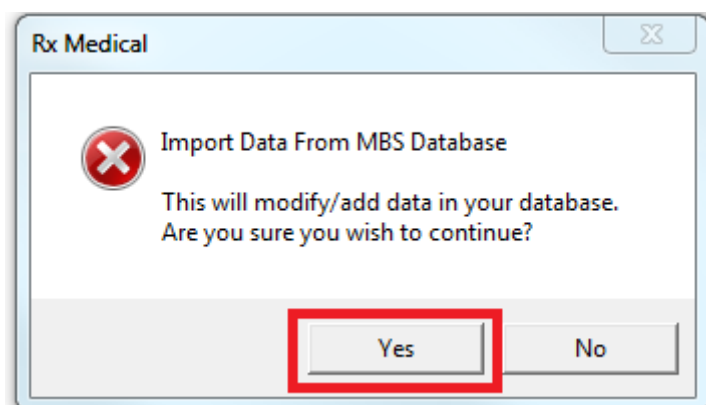 Rx Medical
Import Data From MBS Database
This will modify/add data in your database.
Are you sure you wish to continue?
Yes
No